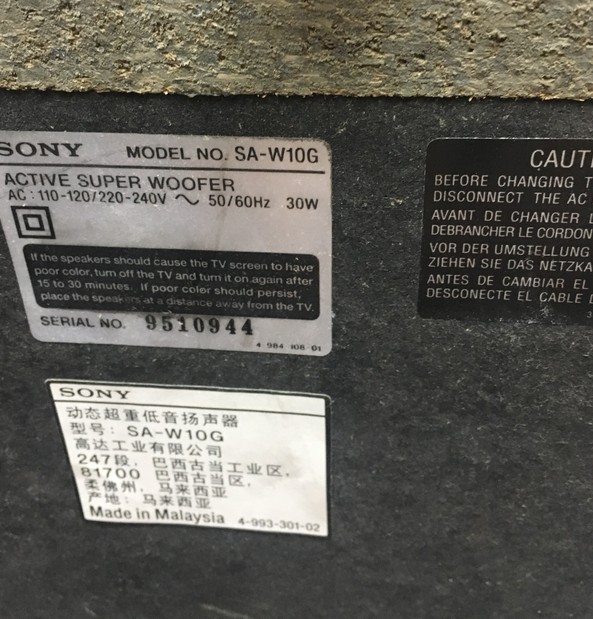 SONY MODEL NO. SA-W10G
ACTIVE SUPER WOOFER
AC : 110-120/220-240V ～ 50/60Hz 30W
If the speakers should cause the TV screen to have
poor color, turn off the TV and turn it on again after
15 to 30 minutes. If poor color should persist,
place the speakers at a distance away from the TV.
SERIAL NO. 9510944
4-984-108-01
SONY
动态超重低音扬声器
型号: SA-W10G
高达工业有限公司
247段, 巴西古当工业区,
81700 巴西古当区,
柔佛州, 马来西亚
产地: 马来西亚
Made in Malaysia 4-993-301-02
BEFORE CHANGING
DISCONNECT THE AC
AVANT DE CHANGER
DEBRANCHER LE CORDON
VOR DER UMSTELLUNG
ZIEHEN SIE DAS
ANTES DE CAMBIAR EL
DESCONECTE EL CABLE